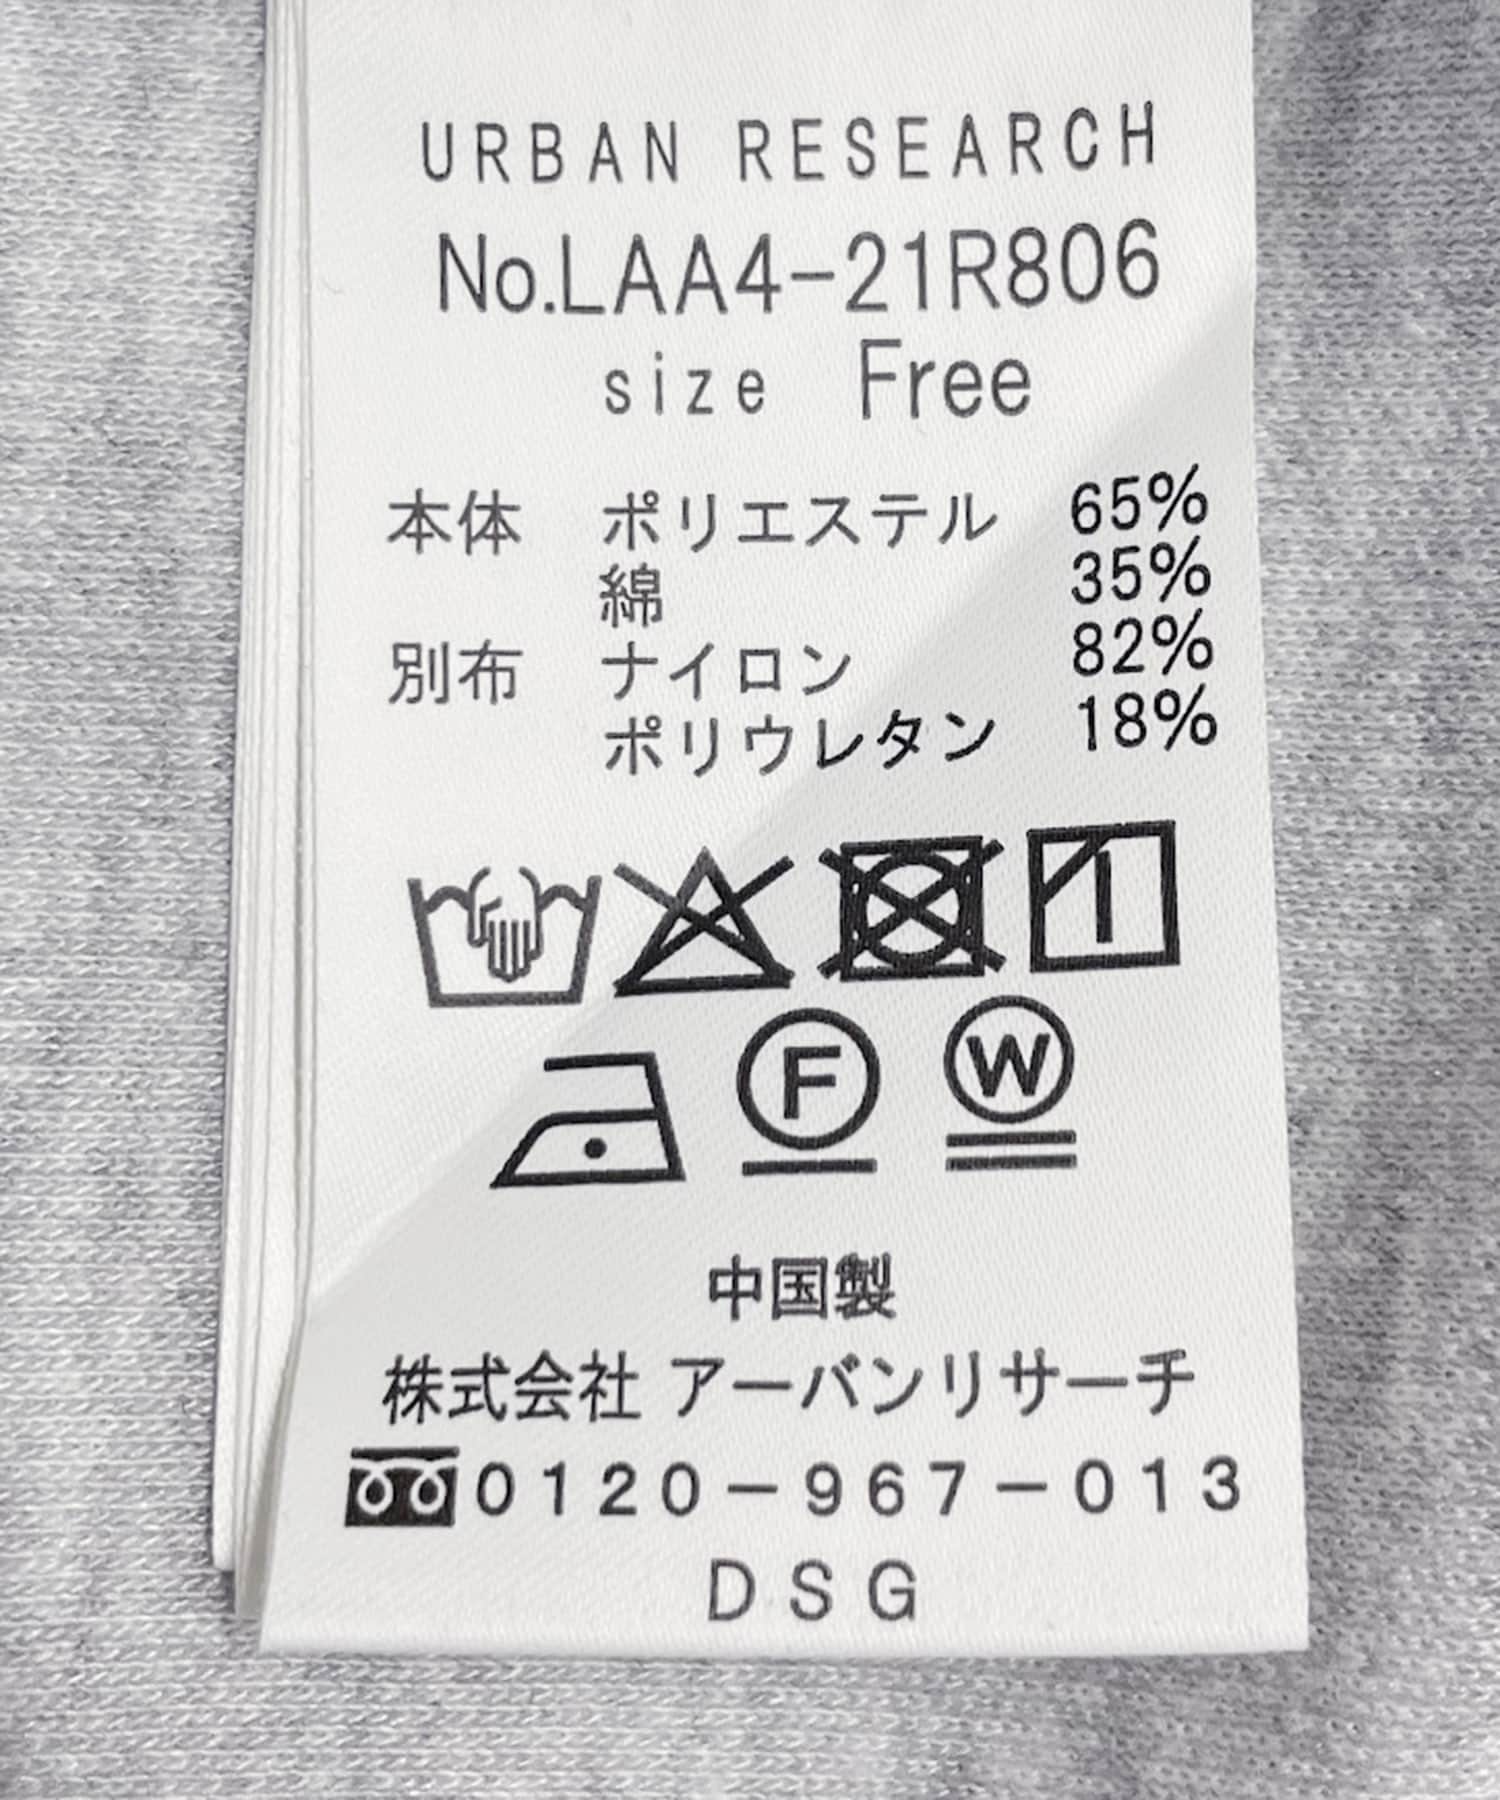 URBAN RESEARCH
No.LAA4-21R806
size Free
本体 ポリエステル 65%
綿 35%
別布 ナイロン 82%
ポリウレタン 18%
F W
中国製
株式会社 アーバンリサーチ
0120-967-013
DSG